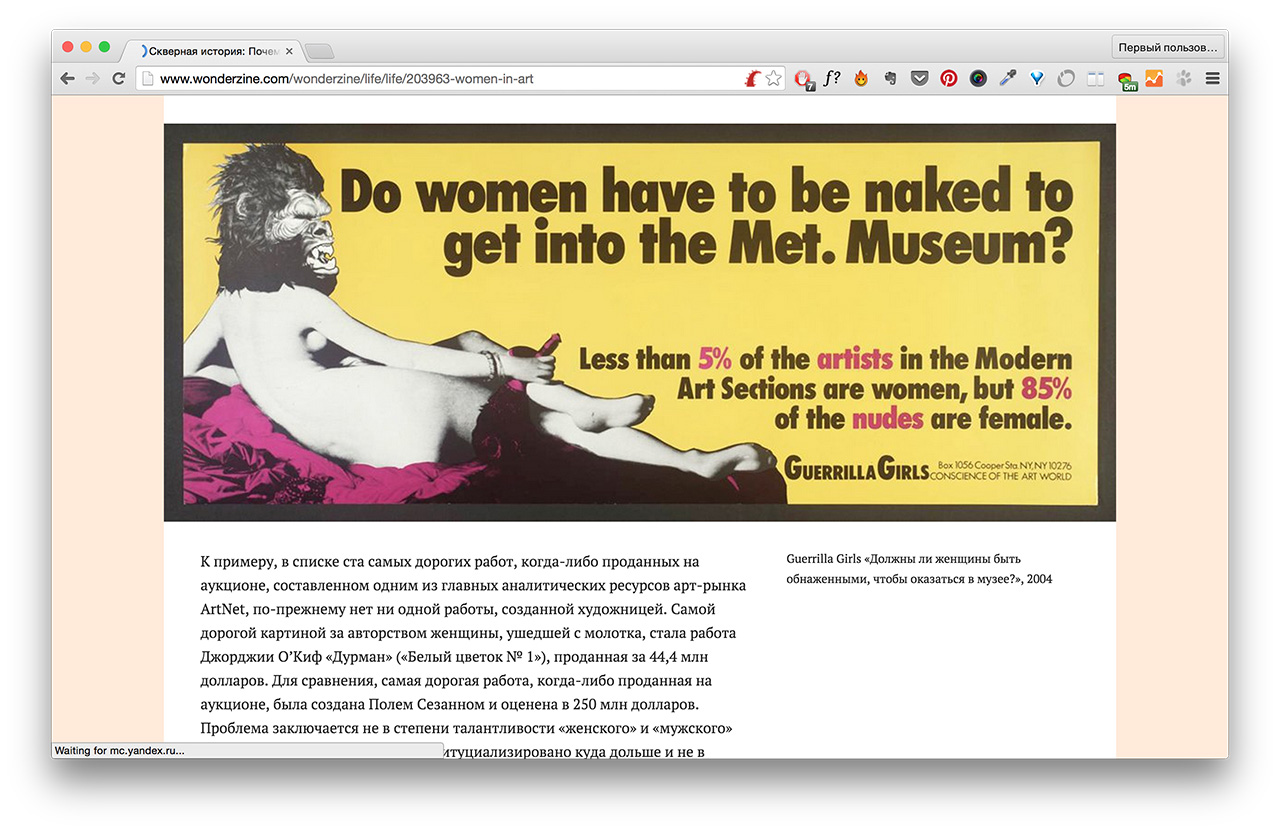 Скверная история: Почем
Первый пользов...
www.wonderzine.com/wonderzine/life/life/203963-women-in-art
f?
7
5m
Do women have to be naked to
get into the Met. Museum?
Less than 5% of the artists in the Modern
Art Sections are women, but 85%
of the nudes are female.
GUERRILLA GIRLS Box 1056 Cooper Sta. NY, NY 10276
CONSCIENCE OF THE ART WORLD
К примеру, в списке ста самых дорогих работ, когда-либо проданных на
аукционе, составленном одним из главных аналитических ресурсов арт-рынка
ArtNet, по-прежнему нет ни одной работы, созданной художницей. Самой
дорогой картиной за авторством женщины, ушедшей с молотка, стала работа
Джорджии О’Киф «Дурман» («Белый цветок № 1»), проданная за 44,4 млн
долларов. Для сравнения, самая дорогая работа, когда-либо проданная на
аукционе, была создана Полем Сезанном и оценена в 250 млн долларов.
Проблема заключается не в степени талантливости «женского» и «мужского»
итуциализировано куда дольше и не в
Guerrilla Girls «Должны ли женщины быть
обнаженными, чтобы оказаться в музее?», 2004
Waiting for mc.yandex.ru...